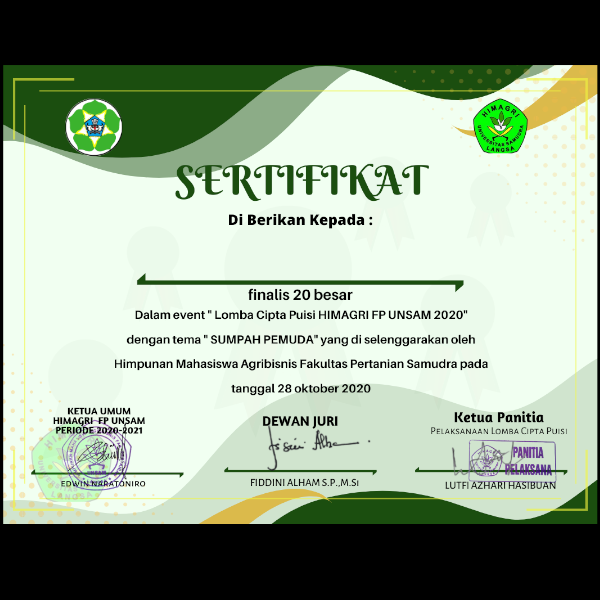 HIMAGRI
UNIVERSITAS SAMUDRA
LANGSA
SERTIFIKAT
Di Berikan Kepada :
finalis 20 besar
Dalam event " Lomba Cipta Puisi HIMAGRI FP UNSAM 2020"
dengan tema " SUMPAH PEMUDA" yang di selenggarakan oleh
Himpunan Mahasiswa Agribisnis Fakultas Pertanian Samudra pada
tanggal 28 oktober 2020
KETUA UMUM
HIMAGRI FP UNSAM
PERIODE 2020-2021
EDWIN NARATONIRO
DEWAN JURI
FIDDINI ALHAM S.P.,M.Si
Ketua Panitia
Pelaksanaan Lomba Cipta Puisi
PANITIA
PELAKSANA
LUTFI AZHARI HASIBUAN